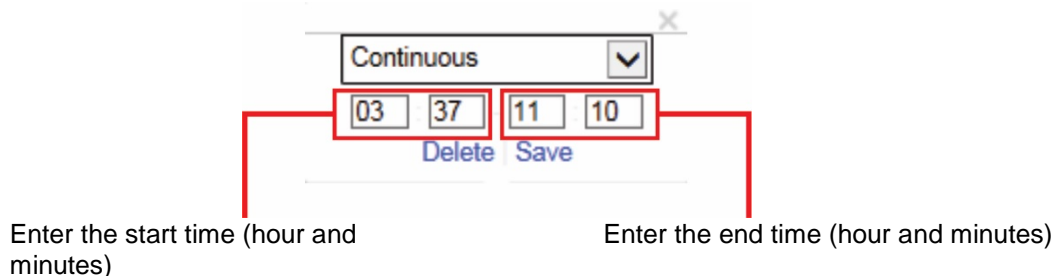 Continuous
03 : 37 - 11 : 10
Delete Save
Enter the start time (hour and
minutes)
Enter the end time (hour and minutes)